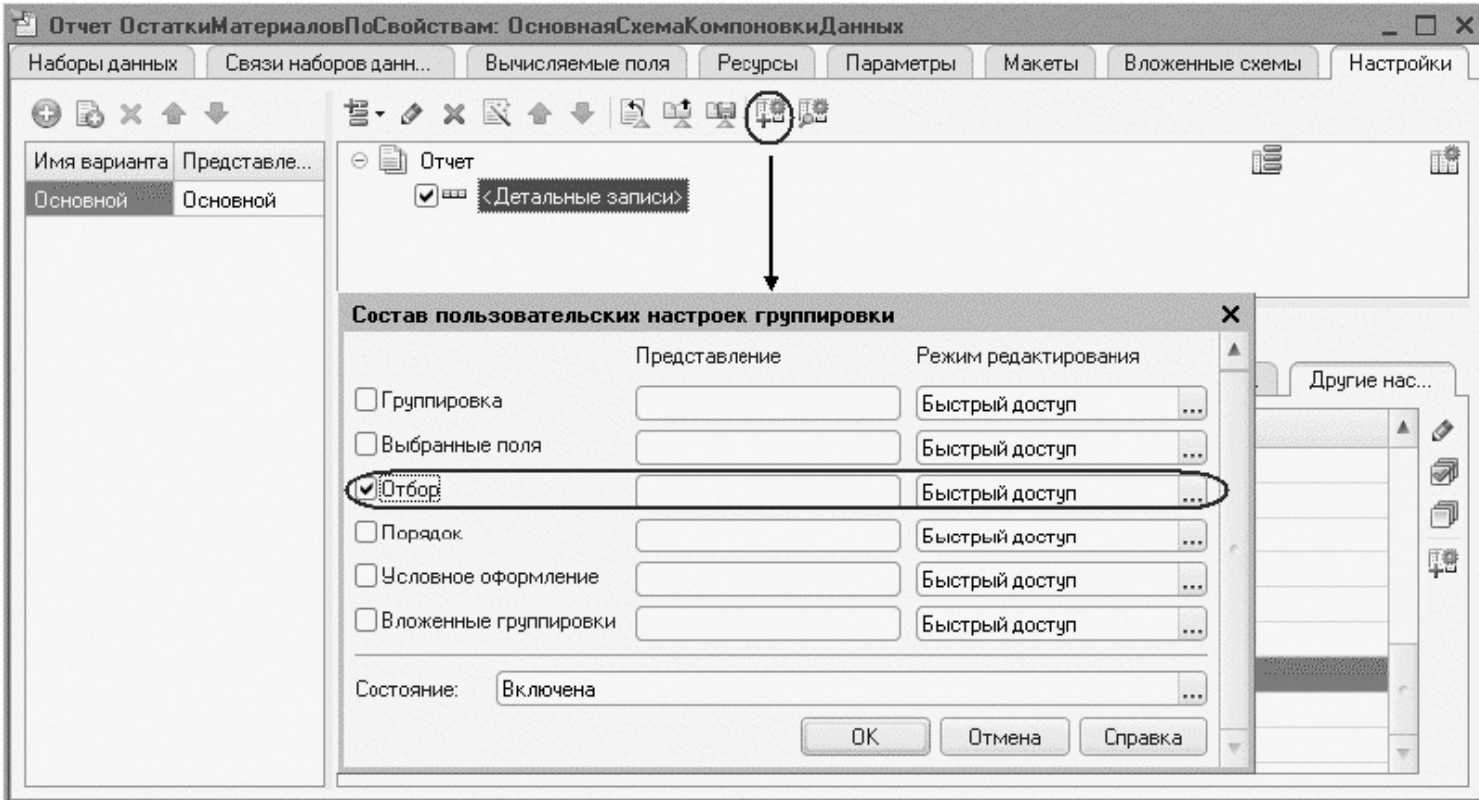 Отчет ОстаткиМатериаловПоСвойствам: ОсновнаяСхемаКомпоновкиДанных
Наборы данных Связи наборов данн... Вычисляемые поля Ресурсы Параметры Макеты Вложенные схемы Настройки
Имя варианта Представле...
Основной Основной
Отчет
<Детальные записи>
Состав пользовательских настроек группировки
Представление Режим редактирования
Другие нас...
Группировка Быстрый доступ ...
Выбранные поля Быстрый доступ ...
Отбор Быстрый доступ ...
Порядок Быстрый доступ ...
Условное оформление Быстрый доступ ...
Вложенные группировки Быстрый доступ ...
Состояние: Включена ...
ОК Отмена Справка